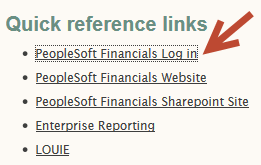 Quick reference links
PeopleSoft Financials Log in
PeopleSoft Financials Website
PeopleSoft Financials Sharepoint Site
Enterprise Reporting
LOUIE